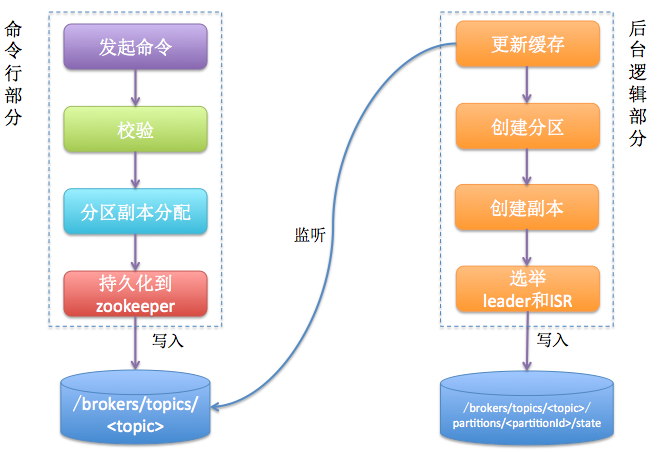 命令行部分
发起命令
校验
分区副本分配
持久化到
zookeeper
写入
/brokers/topics/
<topic>
监听
后台逻辑部分
更新缓存
创建分区
创建副本
选举
leader和ISR
写入
/brokers/topics/<topic>/
partitions/<partitionId>/state